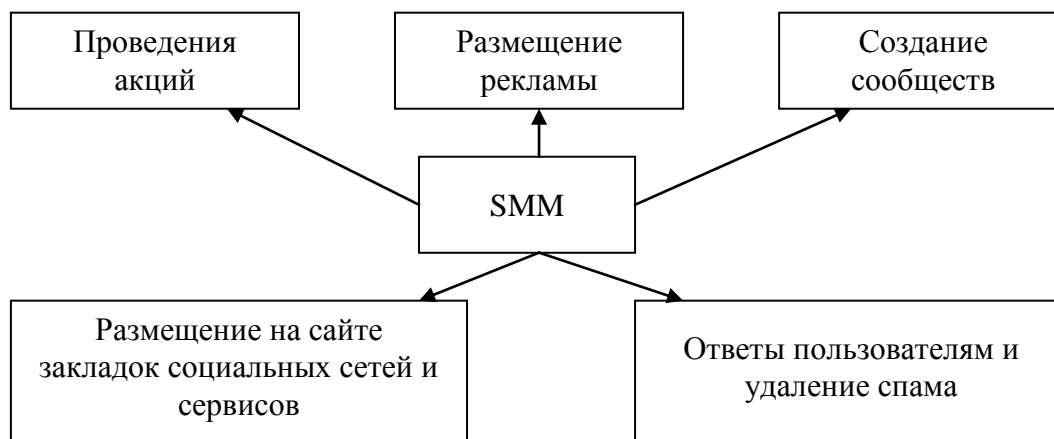 Проведения
акций
Размещение
рекламы
Создание
сообществ
SMM
Размещение на сайте
закладок социальных сетей и
сервисов
Ответы пользователям и
удаление спама